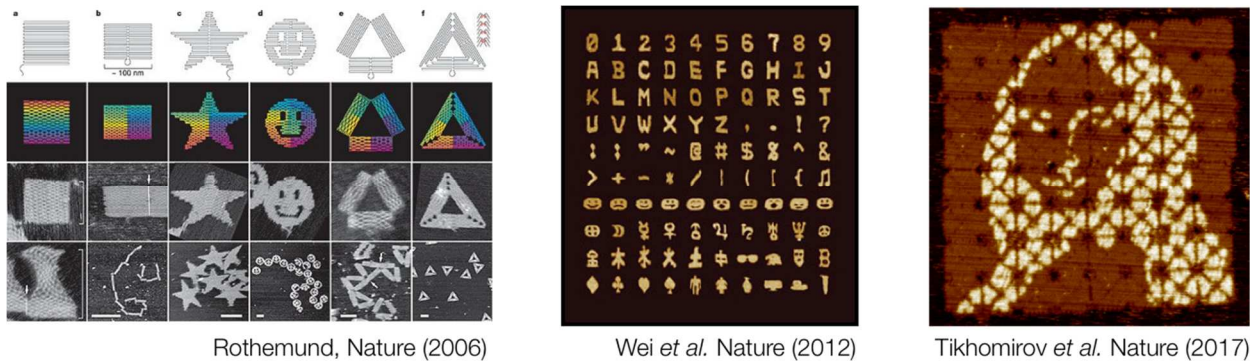 a b c d e f
~ 100 nm
0 1 2 3 4 5 6 7 8 9
A B C D E F G H I J
K L M N O P Q R S T
U V W X Y Z , . ! ?
; : ” ~ @ # $ % ^ &
> + - * / | ( [ { ♫
Rothemund, Nature (2006)
Wei et al. Nature (2012)
Tikhomirov et al. Nature (2017)